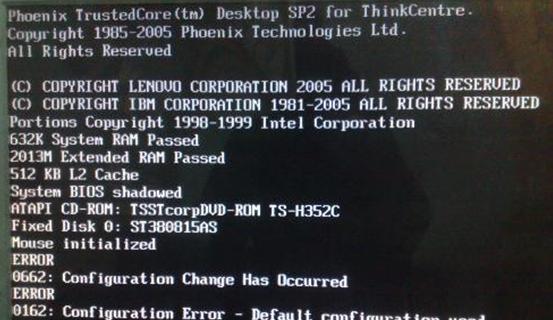 Phoenix TrustedCore(tm) Desktop SP2 for ThinkCentre.
Copyright 1985-2005 Phoenix Technologies Ltd.
All Rights Reserved
(C) COPYRIGHT LENOVO CORPORATION 2005 ALL RIGHTS RESERVED
(C) COPYRIGHT IBM CORPORATION 1981-2005 ALL RIGHTS RESERVED
Portions Copyright 1998-1999 Intel Corporation
632K System RAM Passed
2013M Extended RAM Passed
512 KB L2 Cache
System BIOS shadowed
ATAPI CD-ROM: TSSTcorpDVD-ROM TS-H352C
Fixed Disk 0: ST380815AS
Mouse initialized
ERROR
0662: Configuration Change Has Occurred
ERROR
0162: Configuration Error - Default configuration used